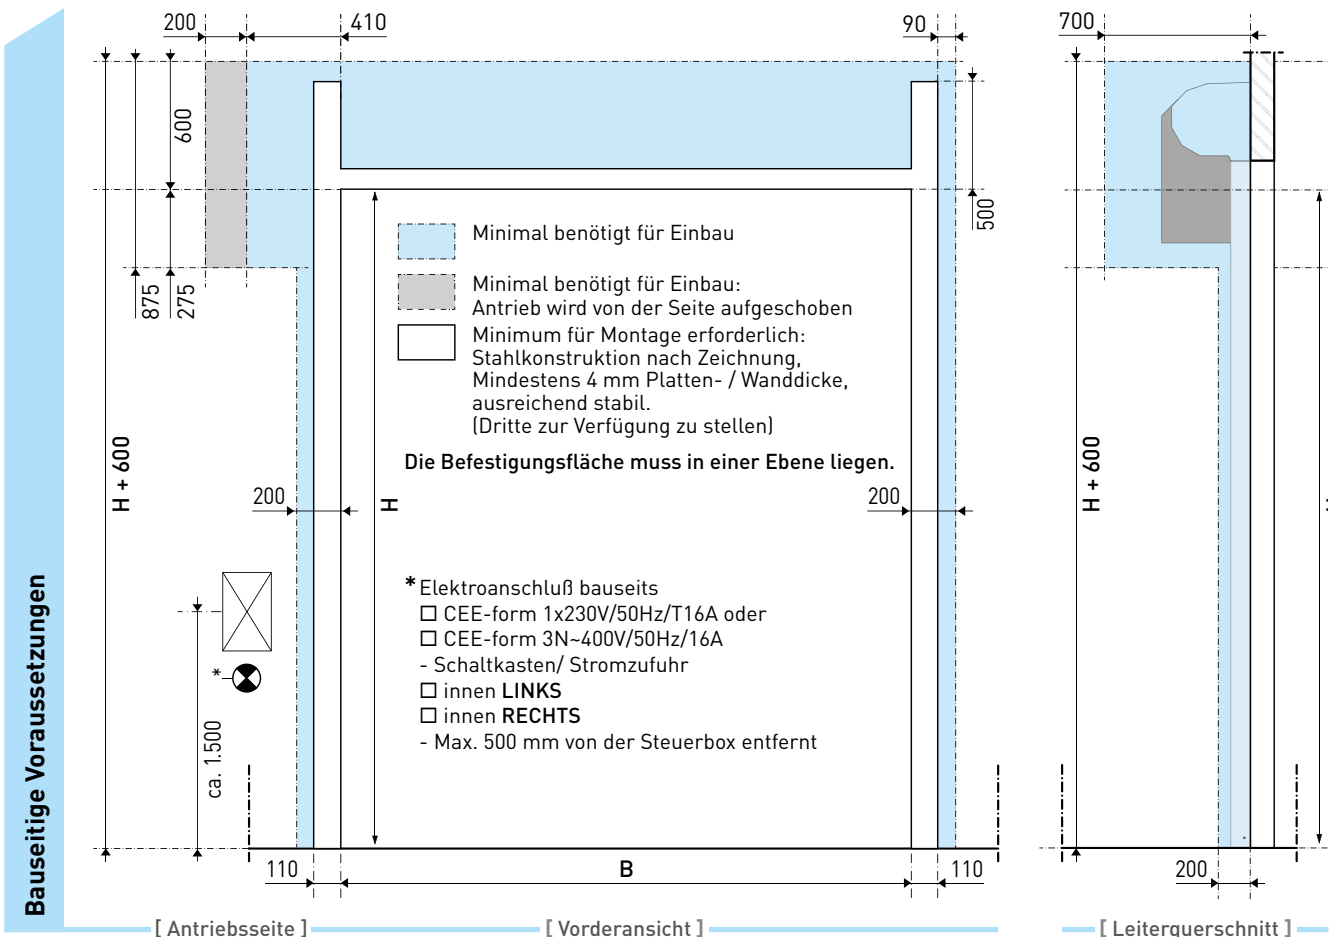 200
410
90
700
600
500
875
275
Minimal benötigt für Einbau
Minimal benötigt für Einbau:
Antrieb wird von der Seite aufgeschoben
Minimum für Montage erforderlich:
Stahlkonstruktion nach Zeichnung,
Mindestens 4 mm Platten- / Wanddicke,
ausreichend stabil.
(Dritte zur Verfügung zu stellen)
Die Befestigungsfläche muss in einer Ebene liegen.
H + 600
200
H
200
H + 600
* Elektroanschluß bauseits
☐ CEE-form 1x230V/50Hz/T16A oder
☐ CEE-form 3N~400V/50Hz/16A
- Schaltkasten/ Stromzufuhr
☐ innen LINKS
☐ innen RECHTS
- Max. 500 mm von der Steuerbox entfernt
*
ca. 1.500
110
B
110
200
Bauseitige Voraussetzungen
[ Antriebsseite ]
[ Vorderansicht ]
[ Leiterquerschnitt ]